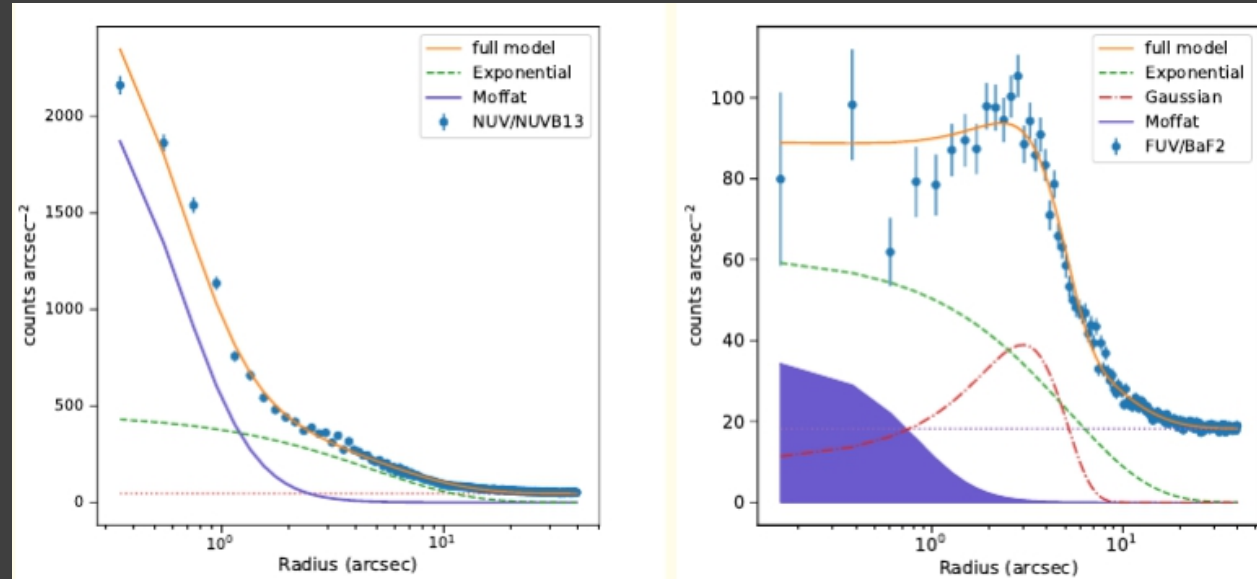 full model
Exponential
Moffat
NUV/NUVB13
2000
1500
1000
500
0
counts arcsec⁻²
10⁰
10¹
Radius (arcsec)
full model
Exponential
Gaussian
Moffat
FUV/BaF2
100
80
60
40
20
0
counts arcsec⁻²
10⁰
10¹
Radius (arcsec)